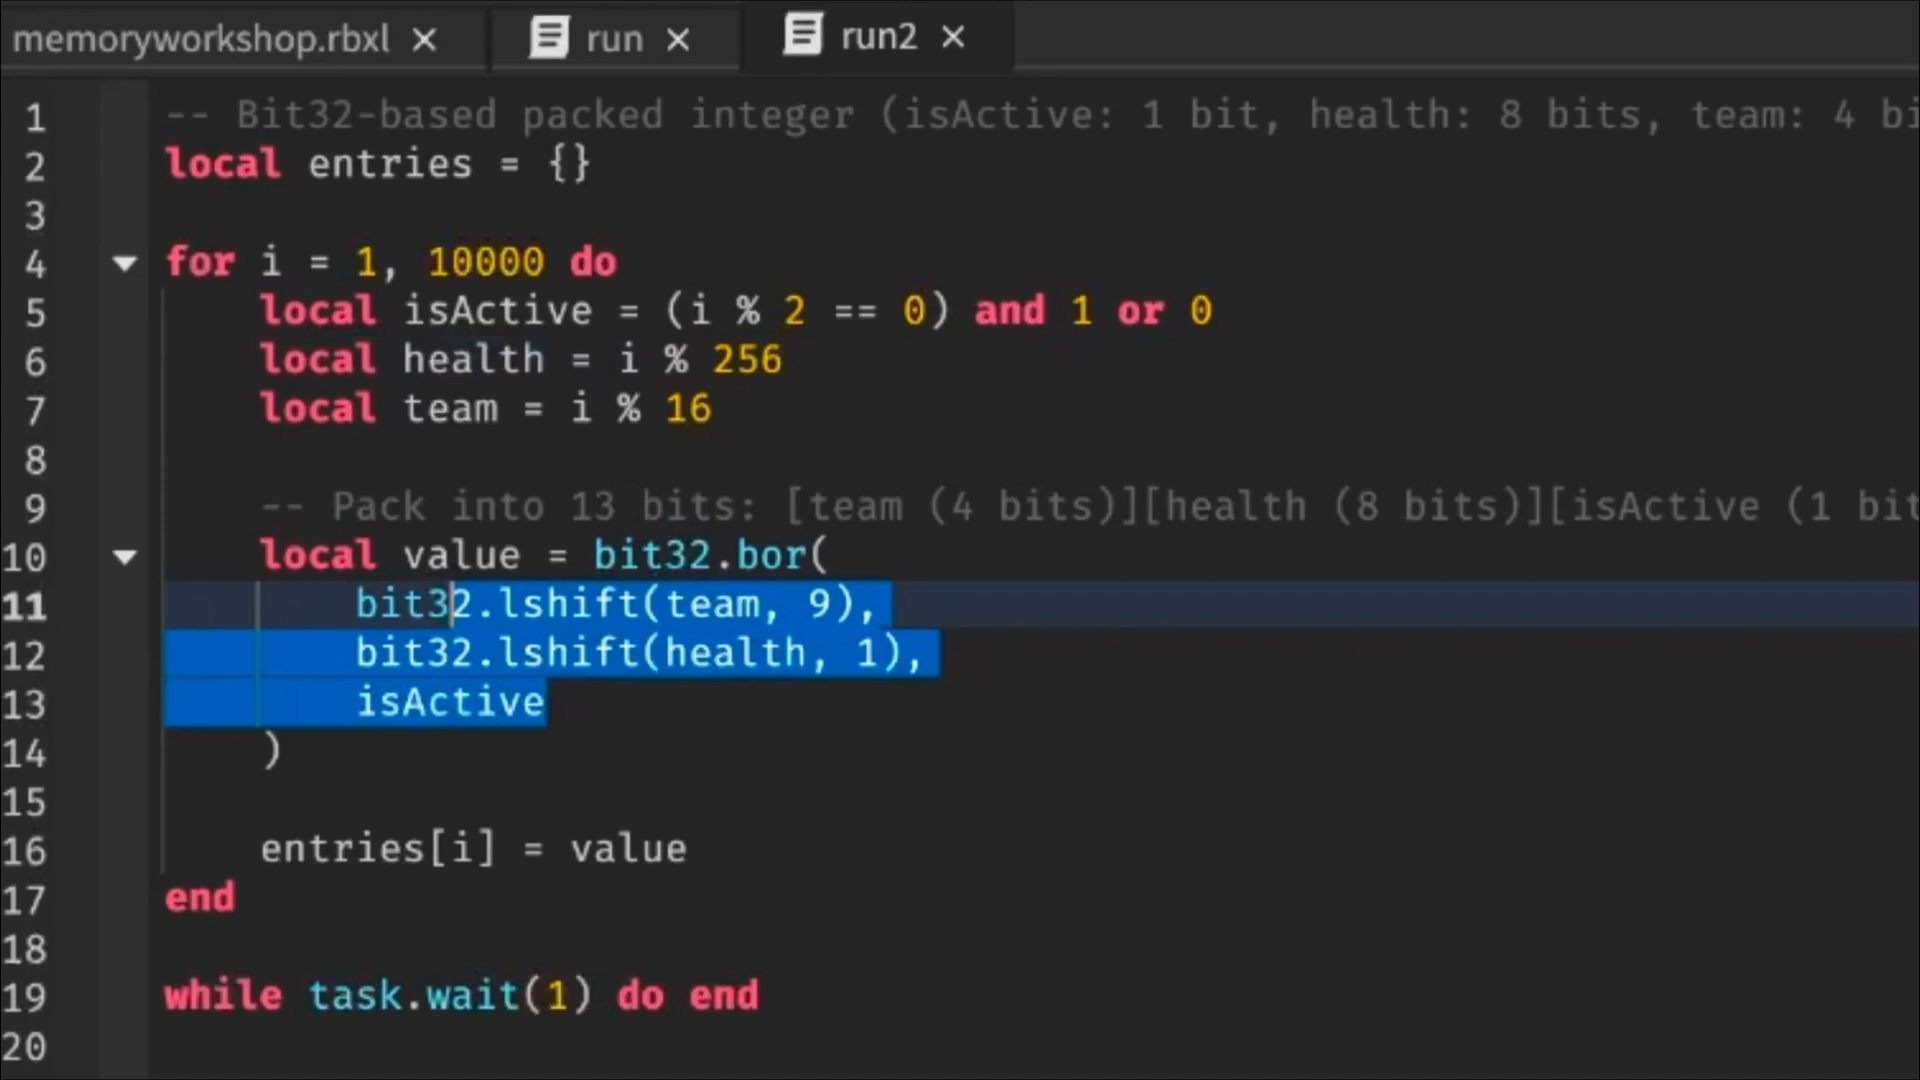 memoryworkshop.rbxl × run × run2 ×
1 -- Bit32-based packed integer (isActive: 1 bit, health: 8 bits, team: 4 bi
2 local entries = {}
3
4 for i = 1, 10000 do
5 local isActive = (i % 2 == 0) and 1 or 0
6 local health = i % 256
7 local team = i % 16
8
9 -- Pack into 13 bits: [team (4 bits)][health (8 bits)][isActive (1 bit
10 local value = bit32.bor(
11 bit32.lshift(team, 9),
12 bit32.lshift(health, 1),
13 isActive
14 )
15
16 entries[i] = value
17 end
18
19 while task.wait(1) do end
20